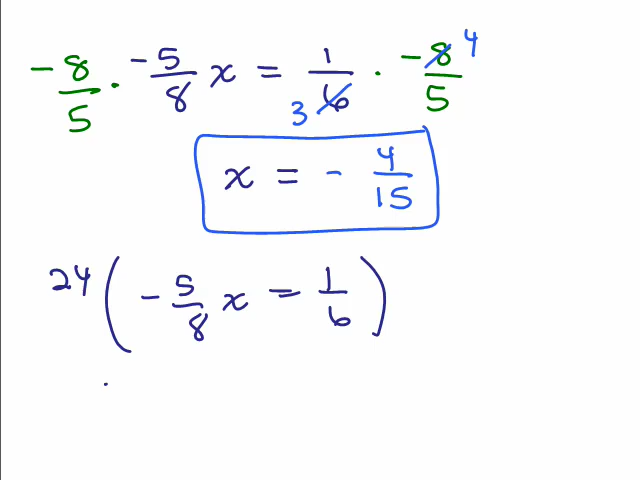 -8/5 · -5/8 x = 1/6 · -8/5 3 4
x = - 4/15
24 ( - 5/8 x = 1/6 )